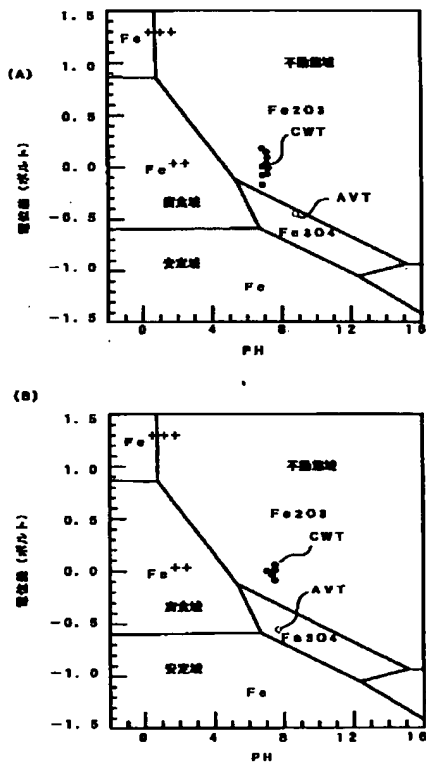 (A)
電位差(ボルト)
1.5
1.0
0.5
0.0
-0.5
-1.0
-1.5
Fe+++
不動態域
Fe2O3
CWT
Fe++
腐食域
AVT
Fe3O4
安定域
Fe
0 4 8 12 16
PH
(B)
電位差(ボルト)
1.5
1.0
0.5
0.0
-0.5
-1.0
-1.5
Fe+++
不動態域
Fe2O3
CWT
Fe++
腐食域
AVT
Fe3O4
安定域
Fe
0 4 8 12 16
PH